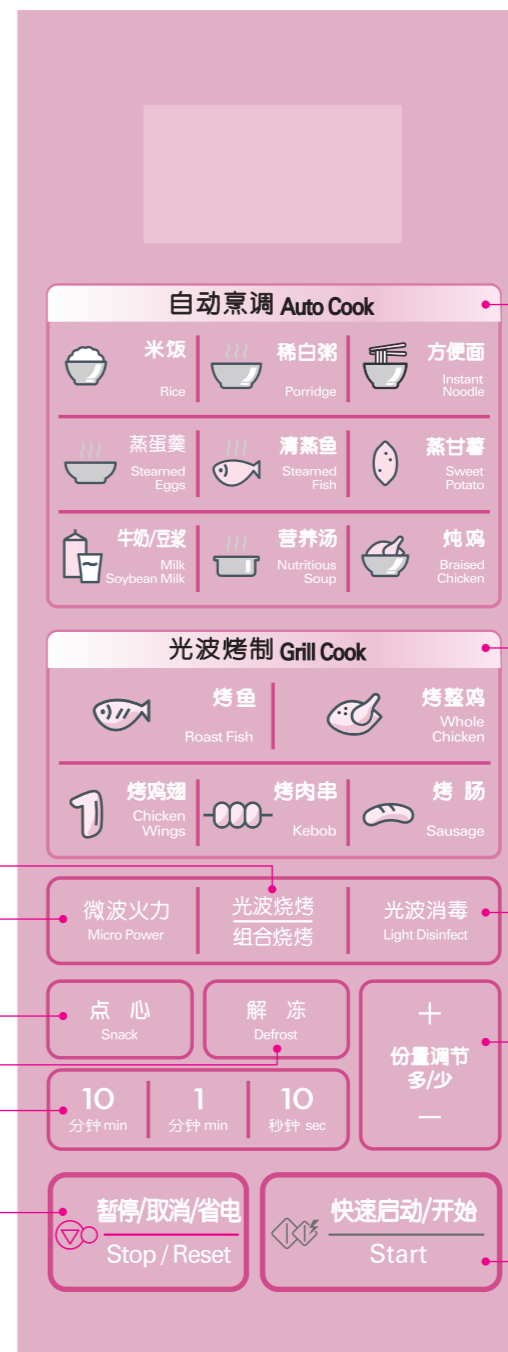 自动烹调 Auto Cook
米饭
Rice
稀白粥
Porridge
方便面
Instant
Noodle
蒸蛋羹
Steamed
Eggs
清蒸鱼
Steamed
Fish
蒸甘薯
Sweet
Potato
牛奶/豆浆
Milk
Soybean Milk
营养汤
Nutritious
Soup
炖鸡
Braised
Chicken
光波烤制 Grill Cook
烤鱼
Roast Fish
烤整鸡
Whole
Chicken
烤鸡翅
Chicken
Wings
烤肉串
Kebob
烤 肠
Sausage
微波火力
Micro Power
光波烧烤
组合烧烤
光波消毒
Light Disinfect
点 心
Snack
解 冻
Defrost
+
份量调节
多/少
—
10
分钟 min
1
分钟 min
10
秒钟 sec
暂停/取消/省电
Stop / Reset
快速启动/开始
Start